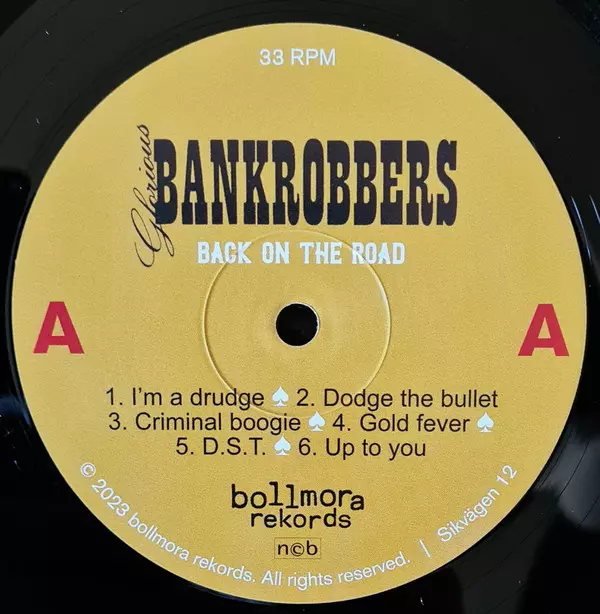 33 RPM
Glorious
BANKROBBERS
BACK ON THE ROAD
A A
1. I'm a drudge ♠ 2. Dodge the bullet
3. Criminal boogie ♠ 4. Gold fever ♠
5. D.S.T. ♠ 6. Up to you
bollmora
rekords
n©b
© 2023 bollmora rekords. All rights reserved. | Sikvägen 12